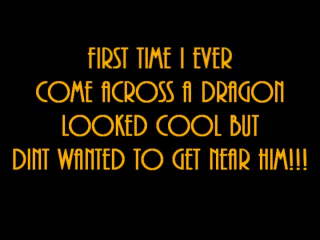 FIRST TIME I EVER
COME ACROSS A DRAGON
LOOKED COOL BUT
DINT WANTED TO GET NEAR HIM!!!